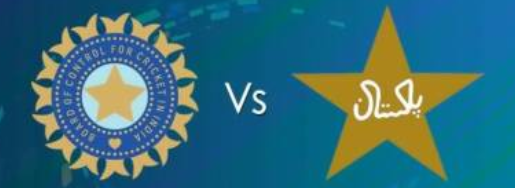 BOARD OF CONTROL FOR CRICKET IN INDIA
Vs
پاکستان